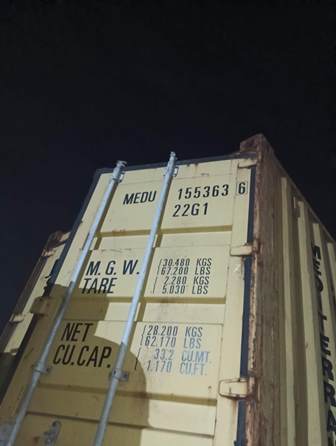 MEDU 155363 6
22G1
M.G.W. 30.480 KGS
67.200 LBS
TARE 2.280 KGS
5.030 LBS
NET 28.200 KGS
62.170 LBS
CU.CAP. 33.2 CU.MT.
1.170 CU.FT.